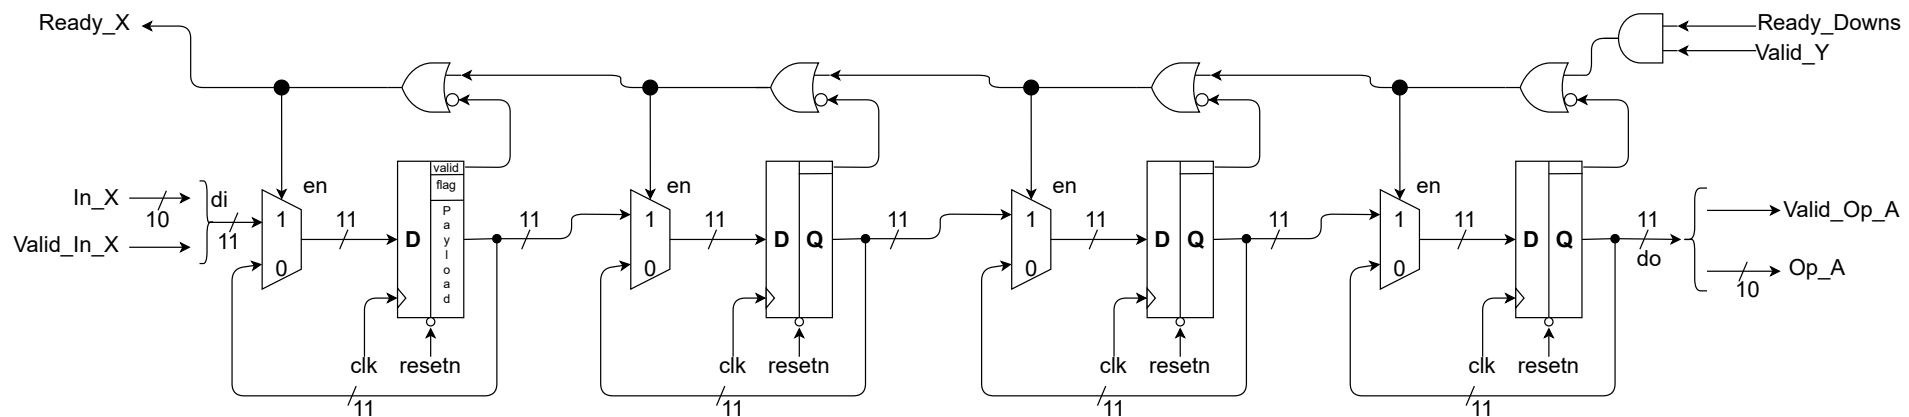 Ready_X
Ready_Downs
Valid_Y
In_X
10
Valid_In_X
di
11
en
1
0
11
D
valid
flag
Payload
clk
resetn
11
11
en
1
0
11
D Q
clk
resetn
11
11
en
1
0
11
D Q
clk
resetn
11
11
en
1
0
11
D Q
clk
resetn
11
11
do
Valid_Op_A
Op_A
10